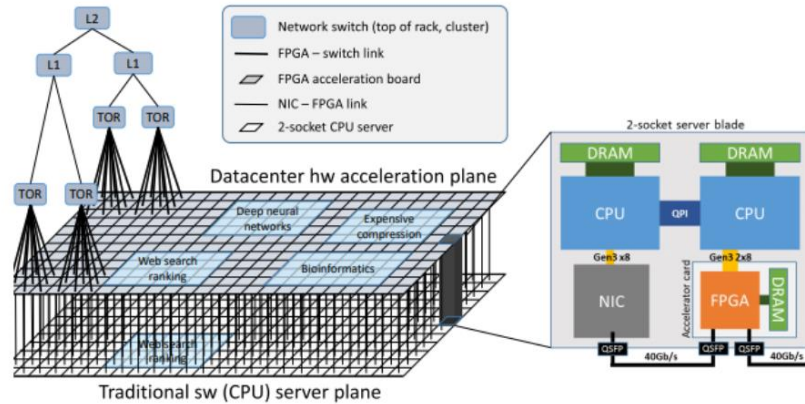 L2
L1
L1
TOR
TOR
TOR
TOR
Network switch (top of rack, cluster)
FPGA – switch link
FPGA acceleration board
NIC – FPGA link
2-socket CPU server
Datacenter hw acceleration plane
Deep neural
networks
Expensive
compression
Web search
ranking
Bioinformatics
Web search
ranking
Traditional sw (CPU) server plane
2-socket server blade
DRAM
DRAM
CPU
QPI
CPU
Gen3 x8
Gen3 2x8
NIC
Accelerator card
FPGA
DRAM
QSFP
QSFP
QSFP
40Gb/s
40Gb/s